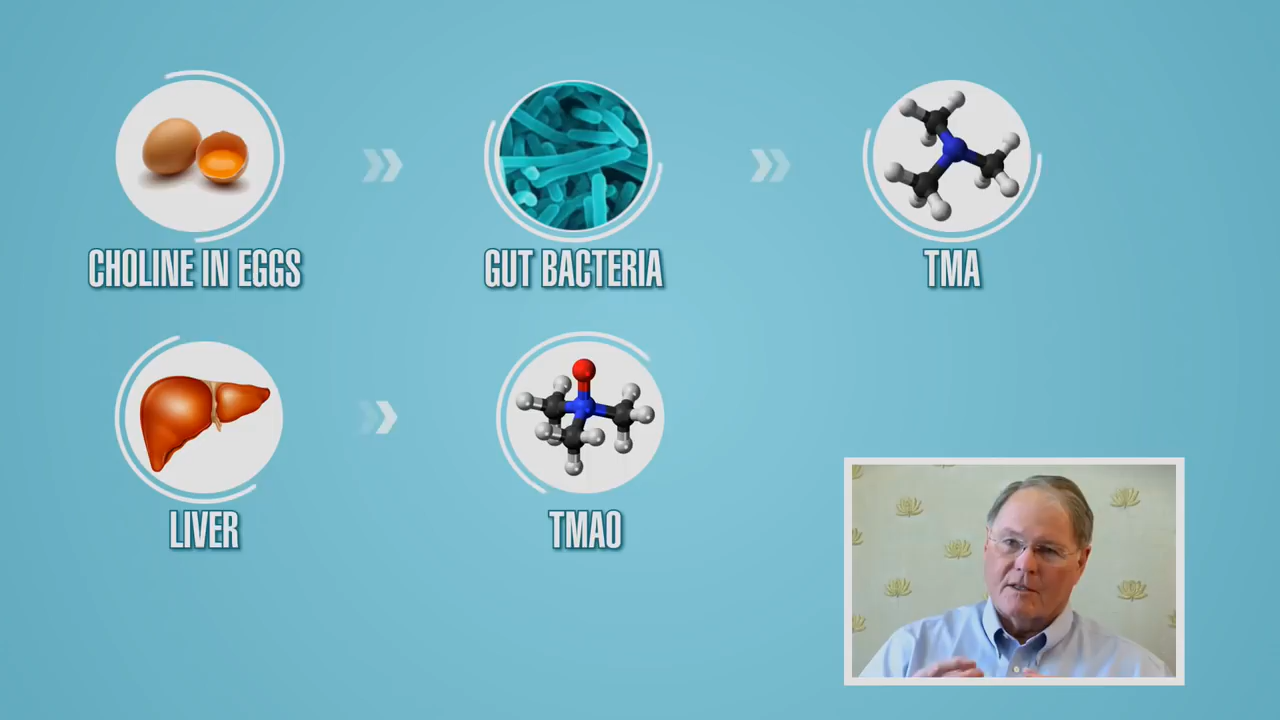 CHOLINE IN EGGS
GUT BACTERIA
TMA
LIVER
TMAO